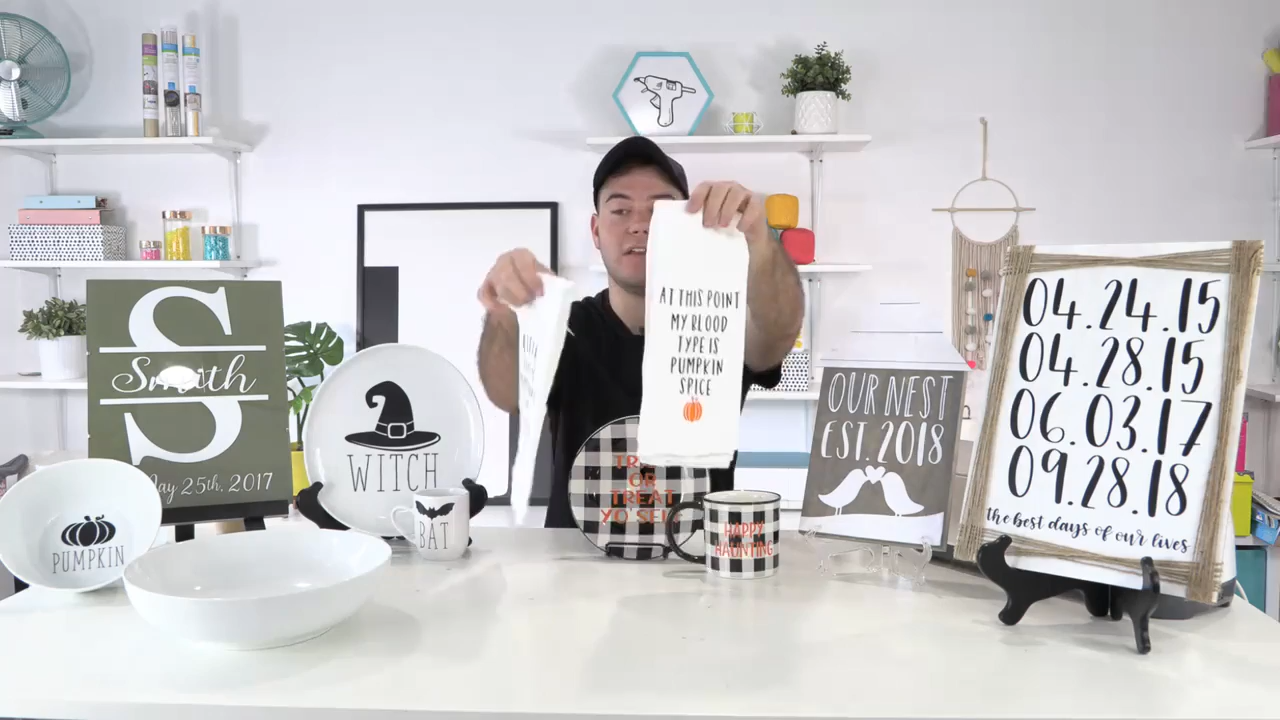 S
Smith
May 25th, 2017
PUMPKIN
WITCH
BAT
AT THIS POINT
MY BLOOD
TYPE IS
PUMPKIN
SPICE
OR
TREAT
YO' SELF
HAPPY
HAUNTING
OUR NEST
EST. 2018
04.24.15
04.28.15
06.03.17
09.28.18
the best days of our lives